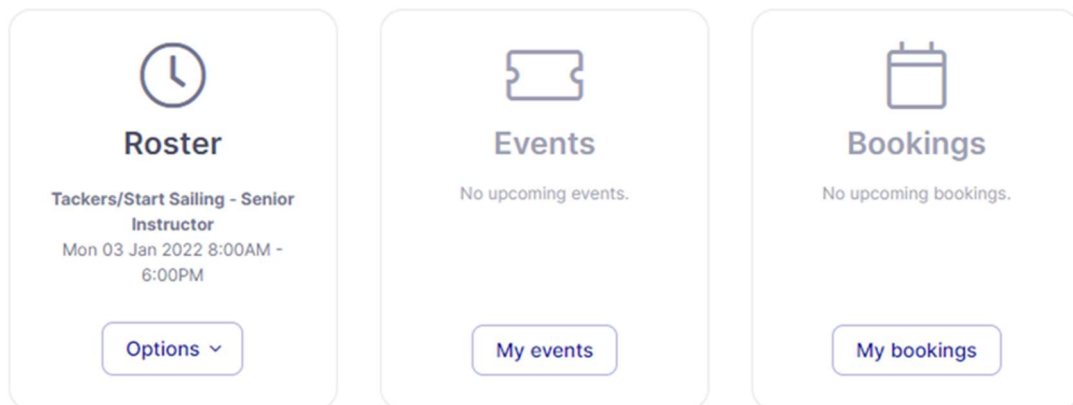 Roster
Tackers/Start Sailing - Senior
Instructor
Mon 03 Jan 2022 8:00AM -
6:00PM
Options
Events
No upcoming events.
My events
Bookings
No upcoming bookings.
My bookings